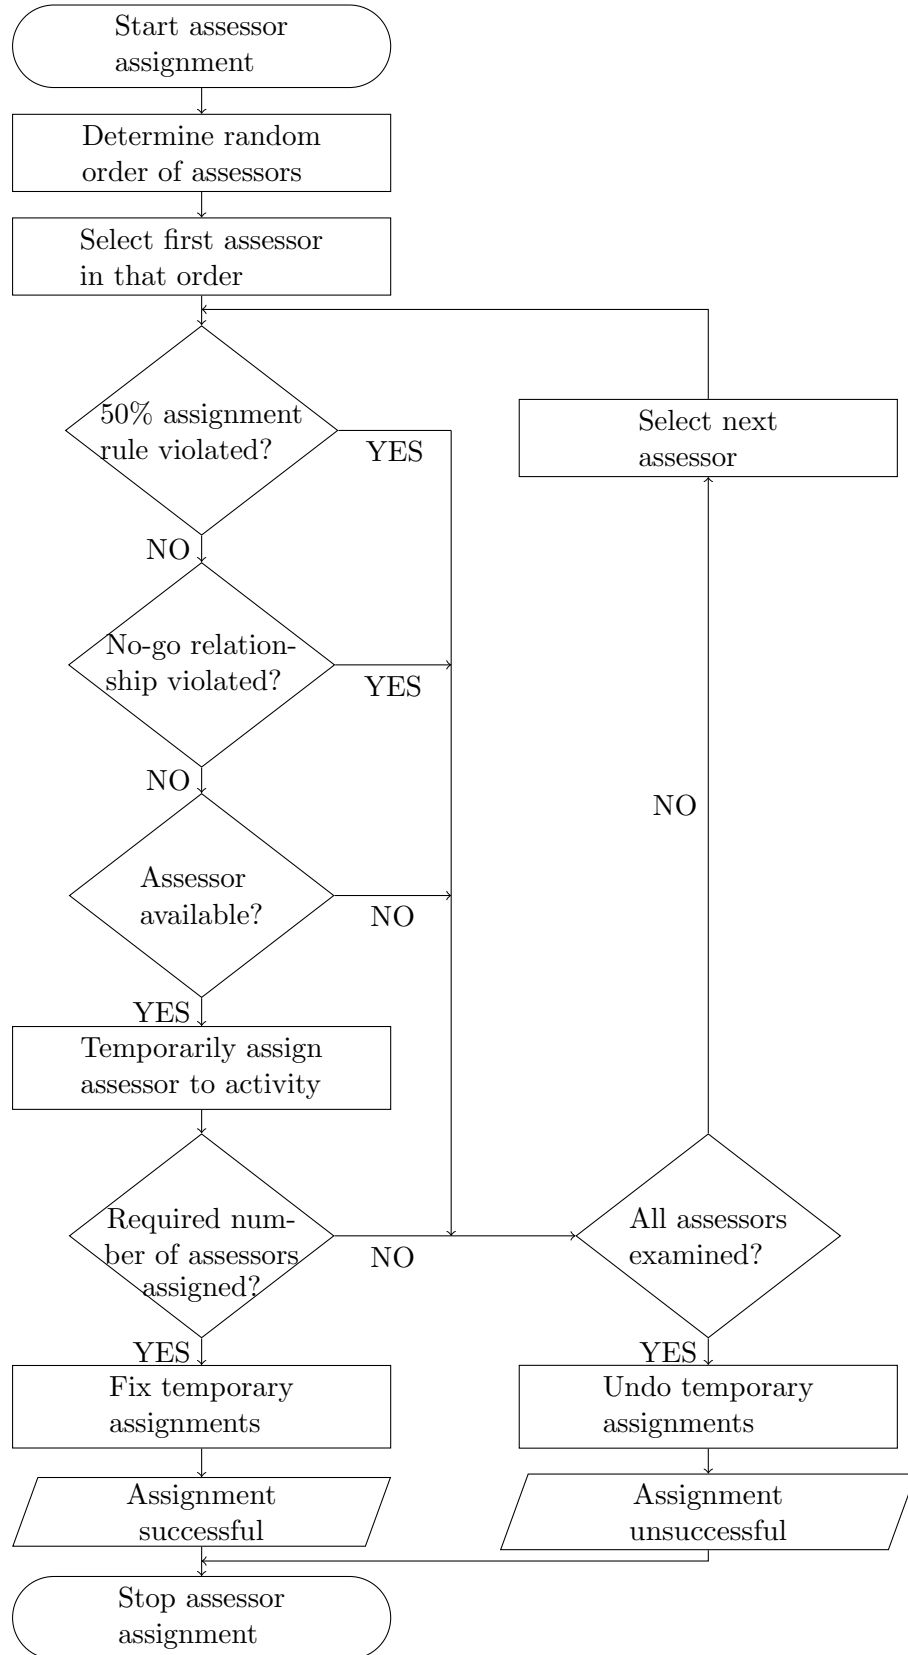 Start assessor
assignment
Determine random
order of assessors
Select first assessor
in that order
50% assignment
rule violated?
YES
Select next
assessor
NO
No-go relation-
ship violated?
YES
NO
NO
Assessor
available?
NO
YES
Temporarily assign
assessor to activity
Required num-
ber of assessors
assigned?
NO
All assessors
examined?
YES
YES
Fix temporary
assignments
Undo temporary
assignments
Assignment
successful
Assignment
unsuccessful
Stop assessor
assignment